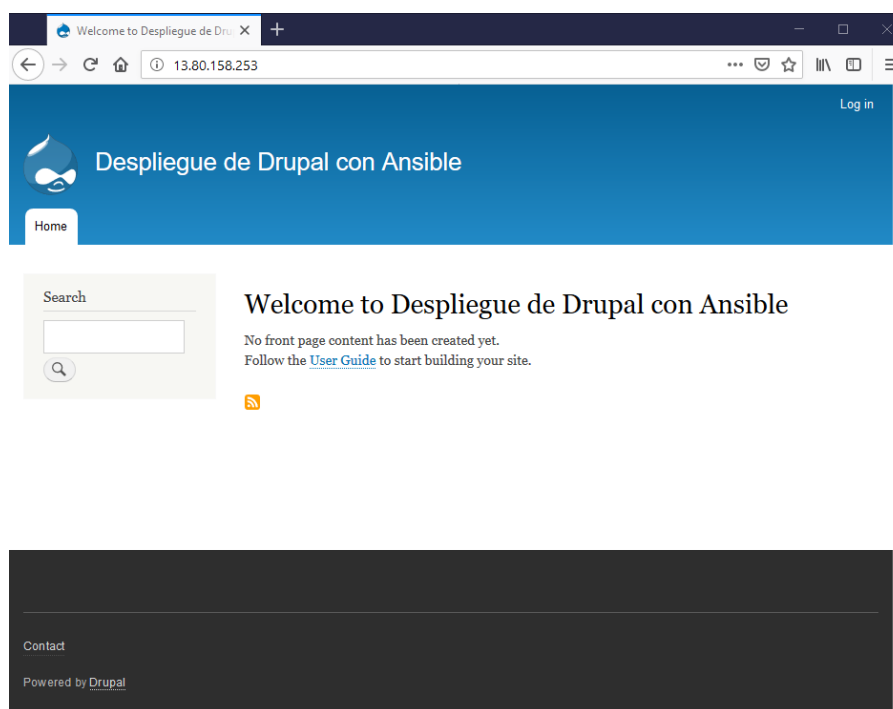 Welcome to Despliegue de Dru
13.80.158.253
Log in
Despliegue de Drupal con Ansible
Home
Search
Welcome to Despliegue de Drupal con Ansible
No front page content has been created yet.
Follow the User Guide to start building your site.
Contact
Powered by Drupal